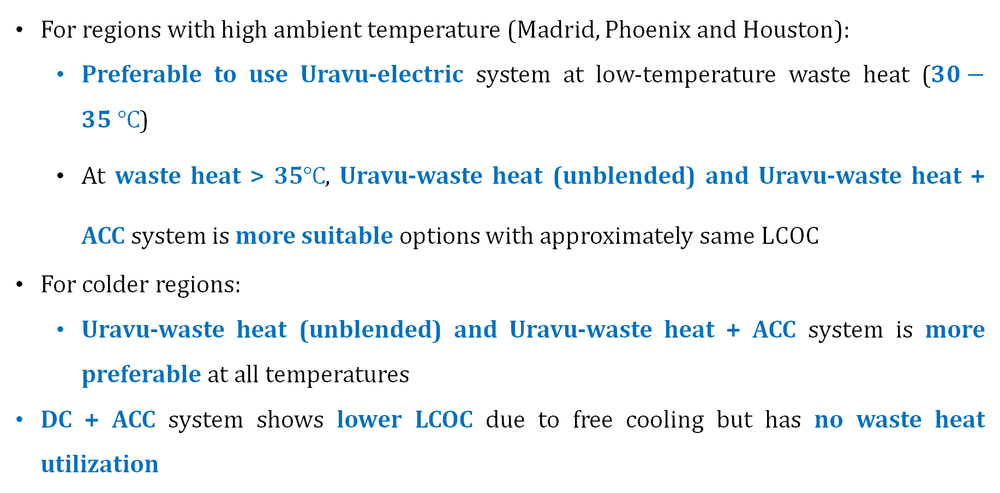 • For regions with high ambient temperature (Madrid, Phoenix and Houston):
• Preferable to use Uravu-electric system at low-temperature waste heat (30 –
35 °C)
• At waste heat > 35°C, Uravu-waste heat (unblended) and Uravu-waste heat +
ACC system is more suitable options with approximately same LCOC
• For colder regions:
• Uravu-waste heat (unblended) and Uravu-waste heat + ACC system is more
preferable at all temperatures
• DC + ACC system shows lower LCOC due to free cooling but has no waste heat
utilization